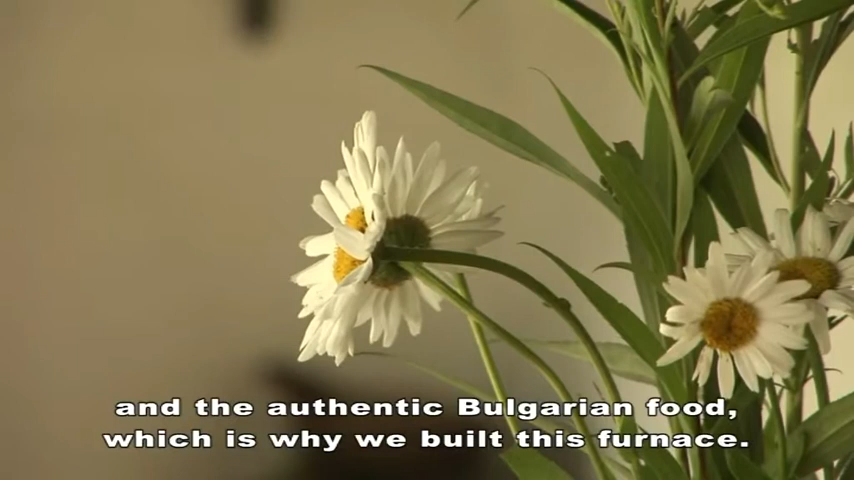 and the authentic Bulgarian food,
which is why we built this furnace.